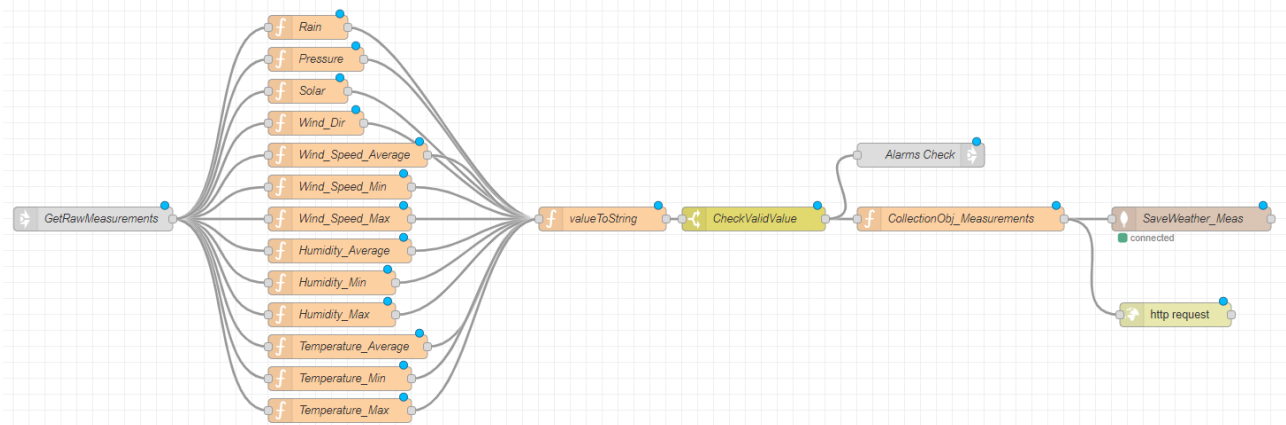 Rain
Pressure
Solar
Wind_Dir
Wind_Speed_Average
Alarms Check
Wind_Speed_Min
GetRawMeasurements
Wind_Speed_Max
valueToString
CheckValidValue
CollectionObj_Measurements
SaveWeather_Meas
connected
Humidity_Average
Humidity_Min
Humidity_Max
http request
Temperature_Average
Temperature_Min
Temperature_Max